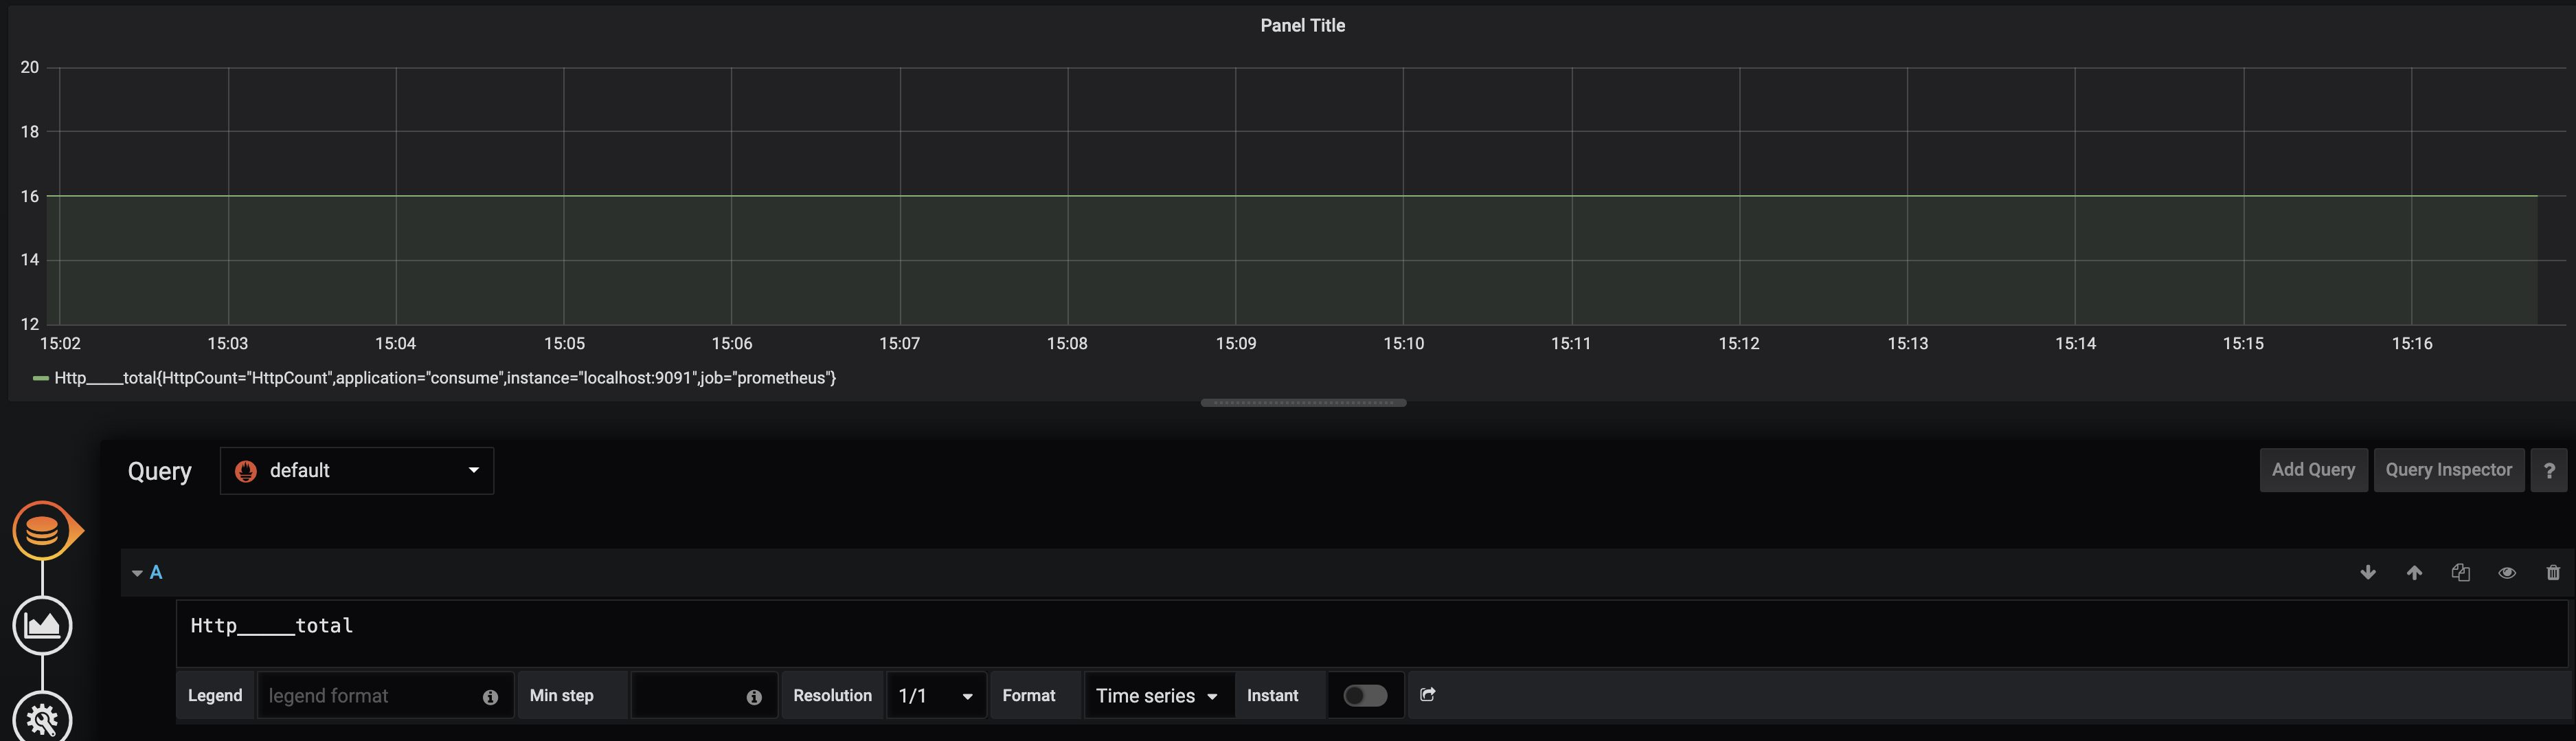 Panel Title
20
18
16
14
12
15:02 15:03 15:04 15:05 15:06 15:07 15:08 15:09 15:10 15:11 15:12 15:13 15:14 15:15 15:16
Http_____total{HttpCount="HttpCount",application="consume",instance="localhost:9091",job="prometheus"}
Query default Add Query Query Inspector ?
A
Http_____total
Legend legend format Min step Resolution 1/1 Format Time series Instant